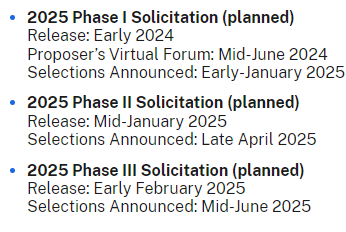 2025 Phase I Solicitation (planned)
Release: Early 2024
Proposer’s Virtual Forum: Mid-June 2024
Selections Announced: Early-January 2025
2025 Phase II Solicitation (planned)
Release: Mid-January 2025
Selections Announced: Late April 2025
2025 Phase III Solicitation (planned)
Release: Early February 2025
Selections Announced: Mid-June 2025